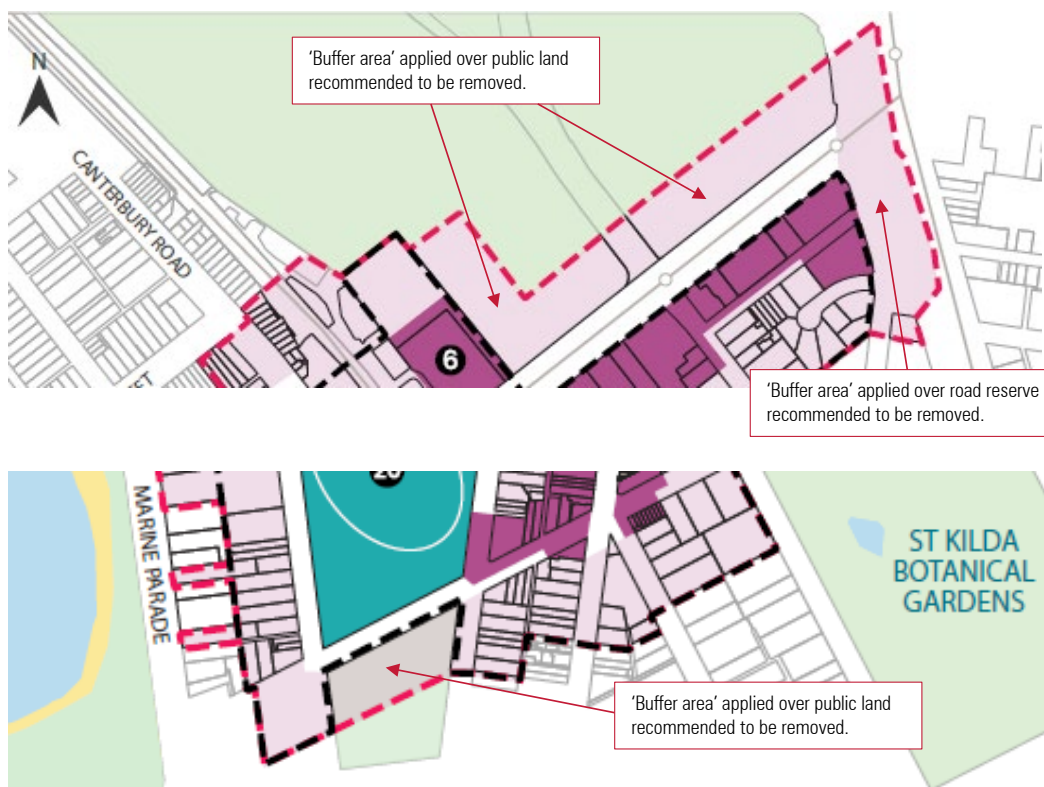 ‘Buffer area’ applied over public land
recommended to be removed.
N
CANTERBURY ROAD
ET
6
‘Buffer area’ applied over road reserve
recommended to be removed.
MARINE PARADE
ST KILDA
BOTANICAL
GARDENS
‘Buffer area’ applied over public land
recommended to be removed.